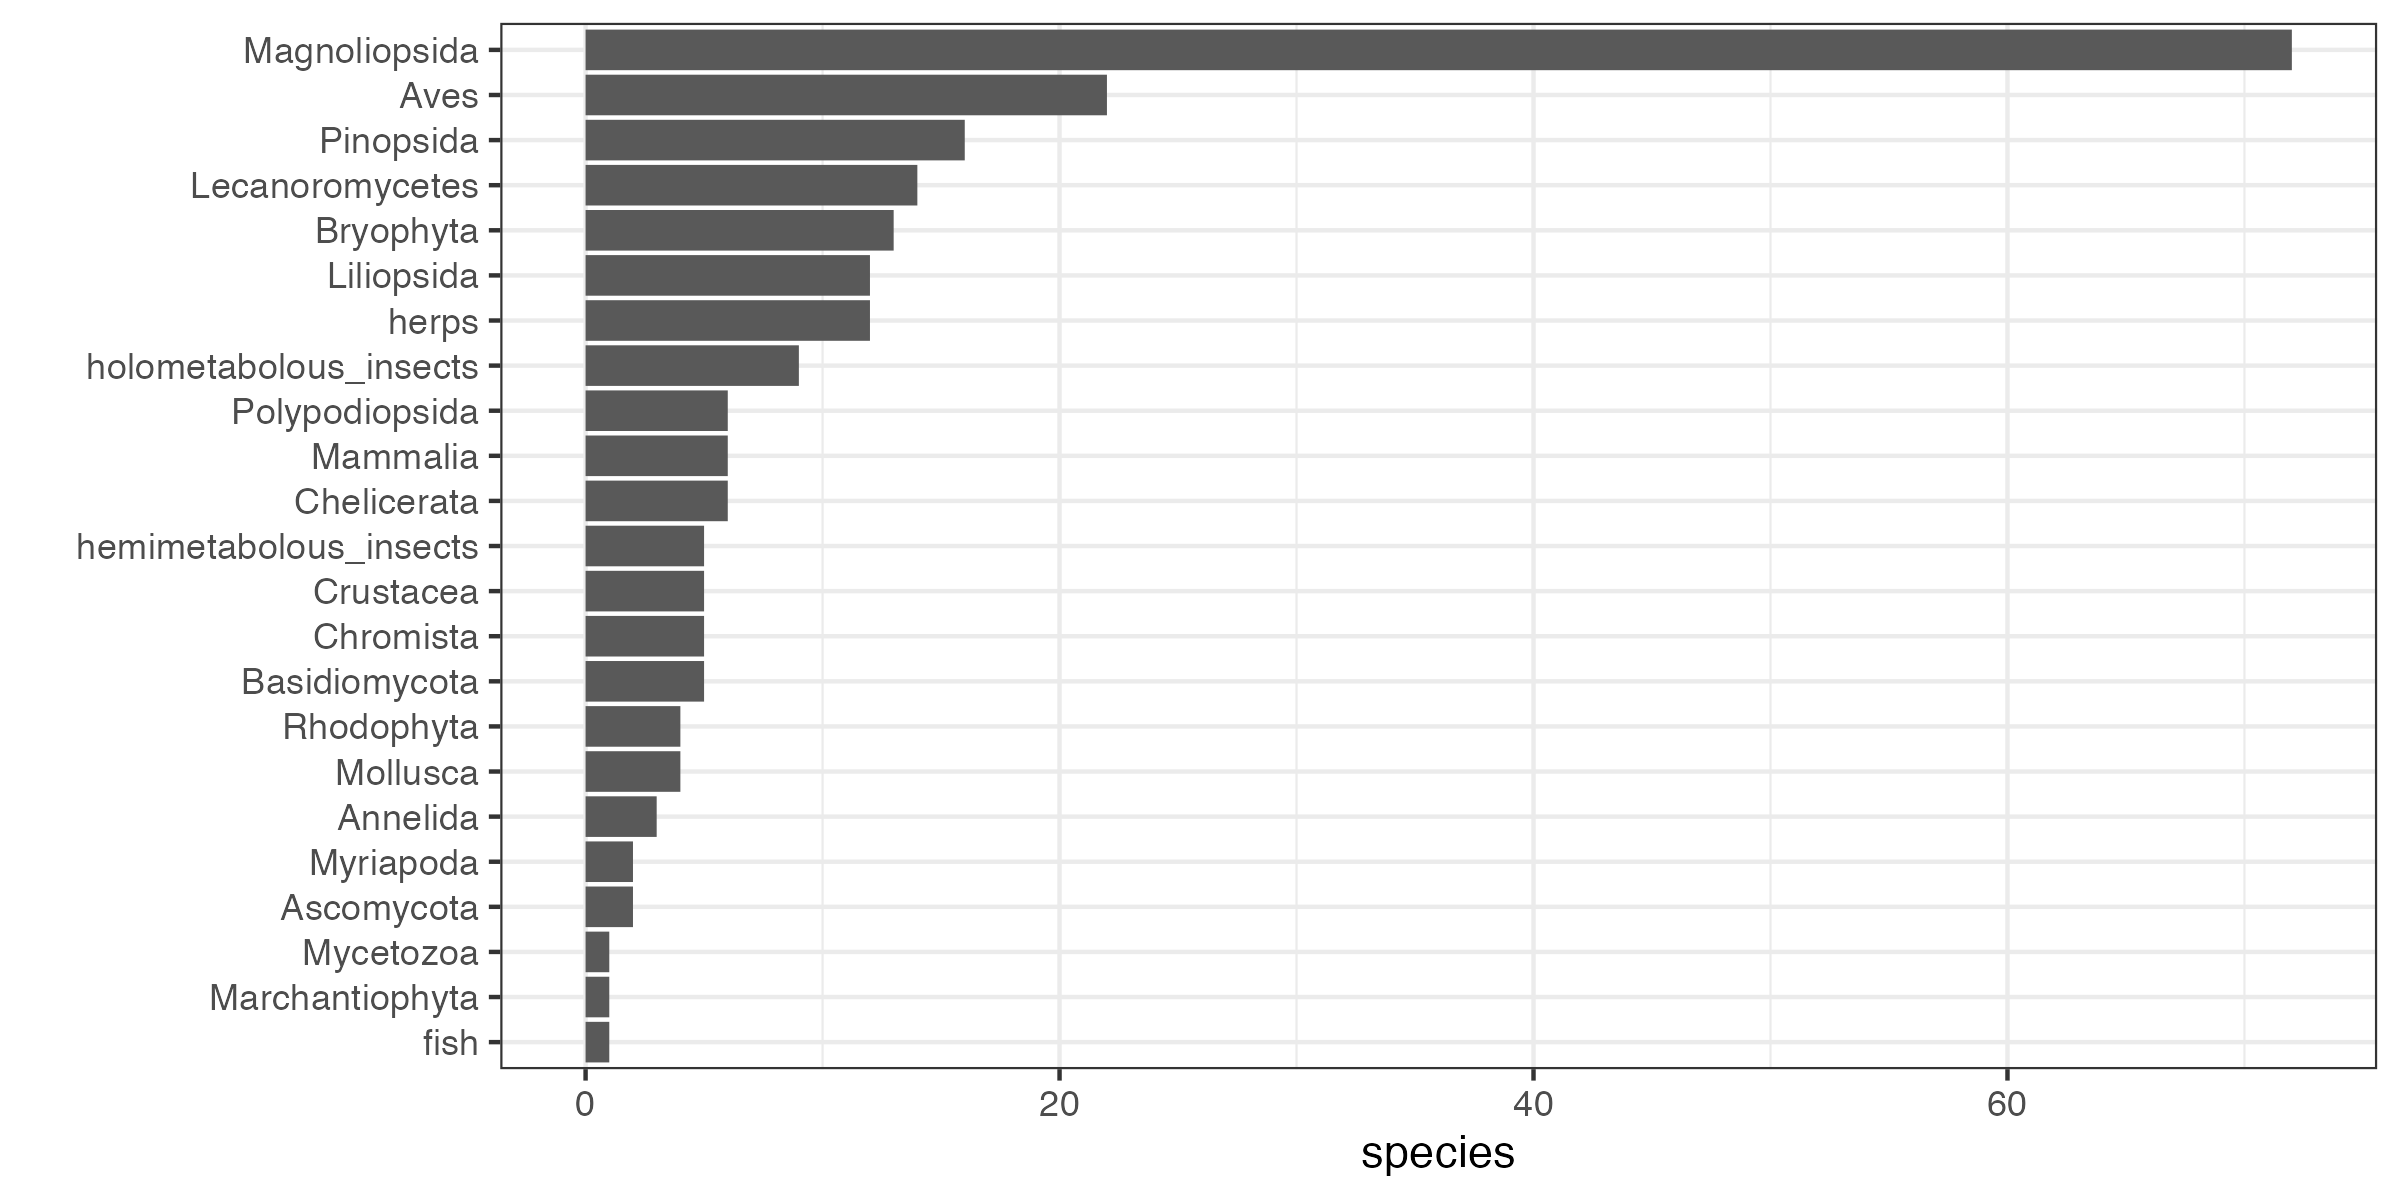 Magnoliopsida
Aves
Pinopsida
Lecanoromycetes
Bryophyta
Liliopsida
herps
holometabolous_insects
Polypodiopsida
Mammalia
Chelicerata
hemimetabolous_insects
Crustacea
Chromista
Basidiomycota
Rhodophyta
Mollusca
Annelida
Myriapoda
Ascomycota
Mycetozoa
Marchantiophyta
fish
0 20 40 60
species